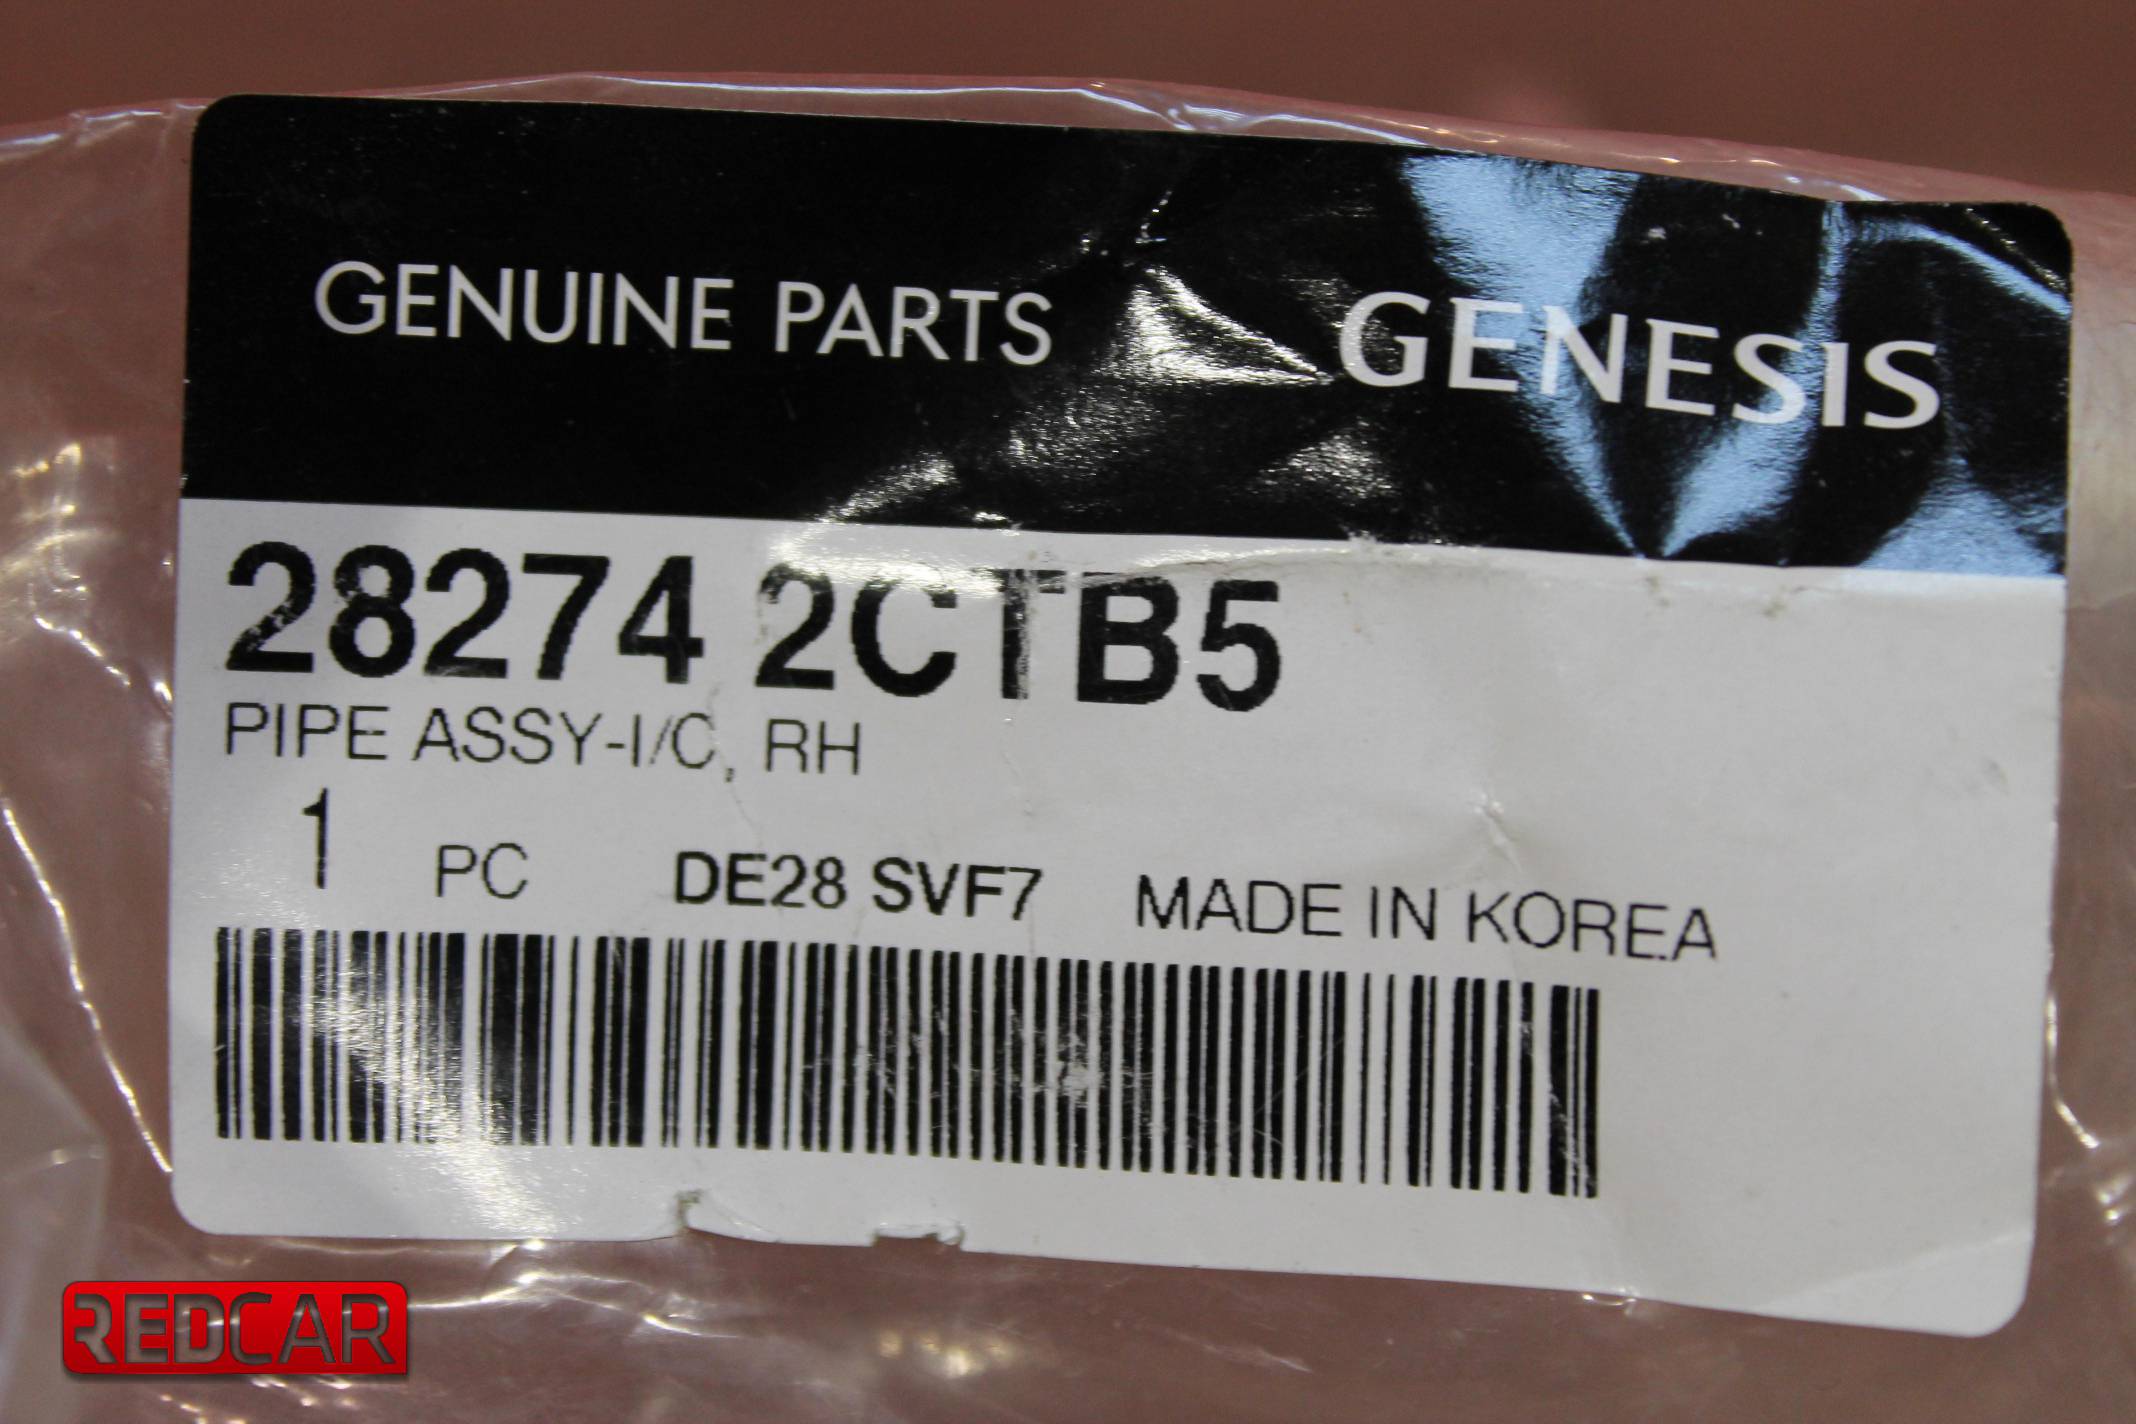 GENUINE PARTS GENESIS
28274 2CTB5
PIPE ASSY-I/C, RH
1 PC DE28 SVF7 MADE IN KOREA
REDCAR